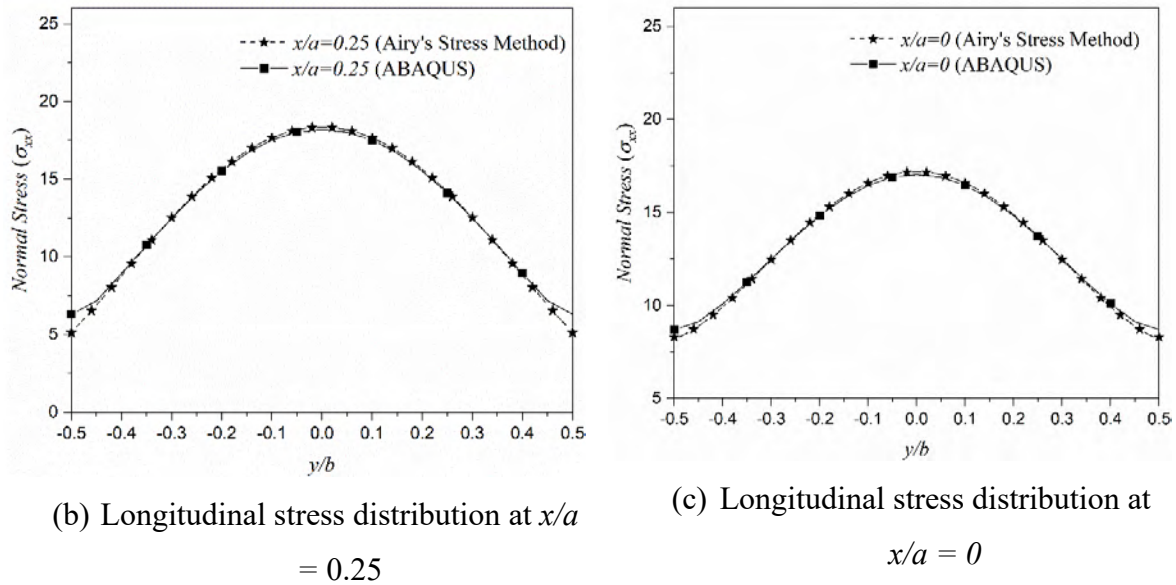 25
20
15
10
5
0
Normal Stress (σxx)
x/a=0.25 (Airy's Stress Method)
x/a=0.25 (ABAQUS)
-0.5 -0.4 -0.3 -0.2 -0.1 0.0 0.1 0.2 0.3 0.4 0.5
y/b
(b) Longitudinal stress distribution at x/a
= 0.25
25
20
15
10
5
Normal Stress (σxx)
x/a=0 (Airy's Stress Method)
x/a=0 (ABAQUS)
-0.5 -0.4 -0.3 -0.2 -0.1 0.0 0.1 0.2 0.3 0.4 0.5
y/b
(c) Longitudinal stress distribution at
x/a = 0